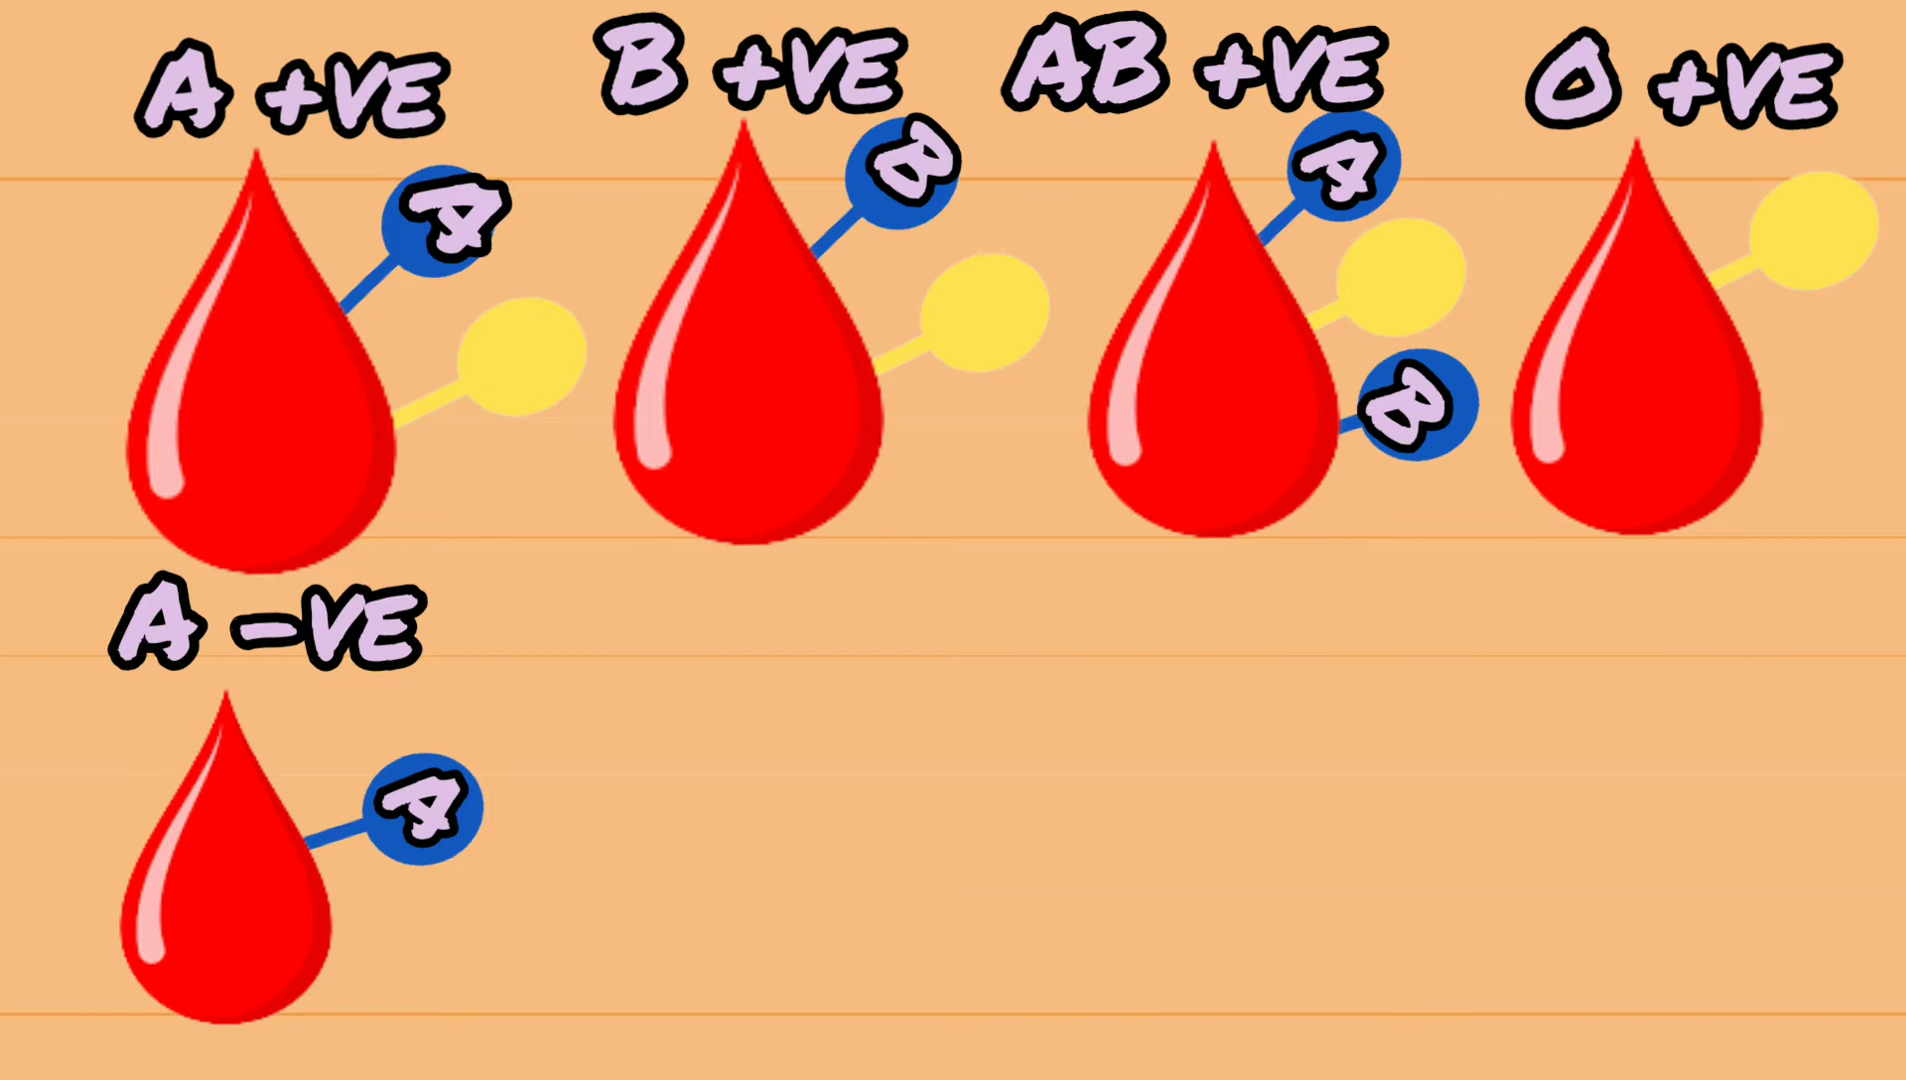 A +VE
B +VE
AB +VE
O +VE
A
B
A
B
A -VE
A